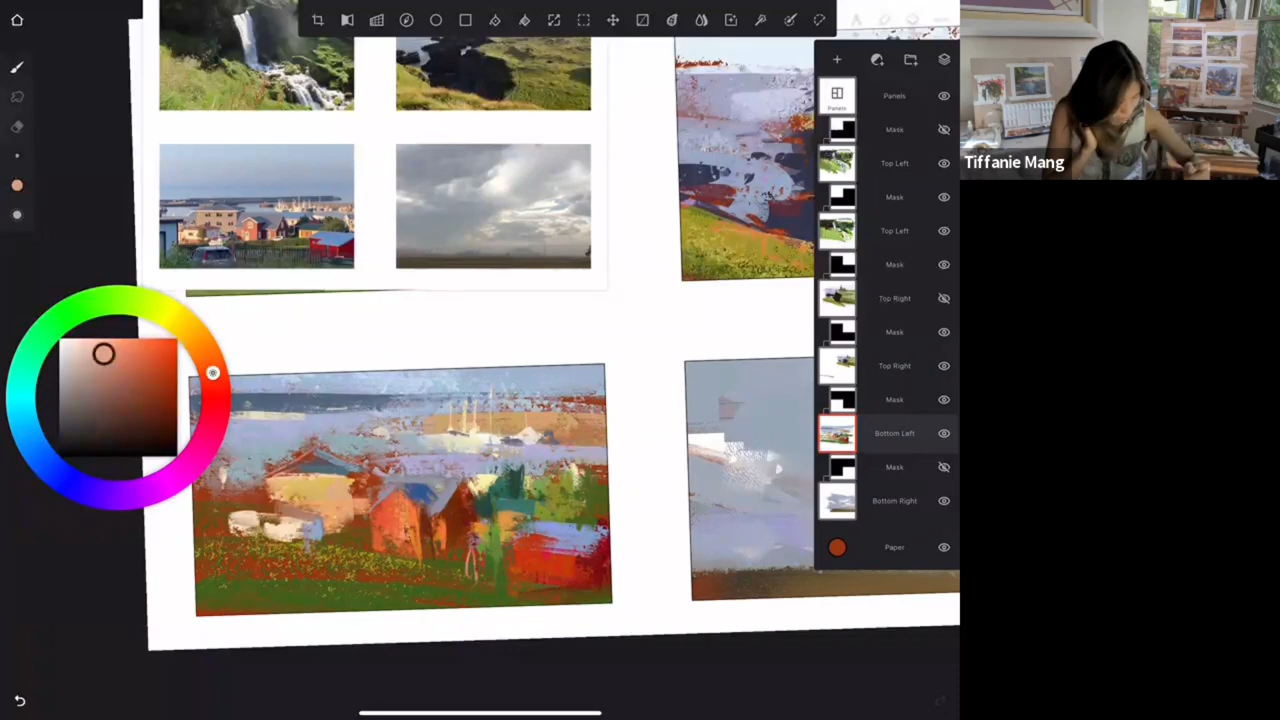 Panels
Panels
Mask
Top Left
Mask
Top Left
Mask
Top Right
Mask
Top Right
Mask
Bottom Left
Mask
Bottom Right
Paper
Tiffanie Mang